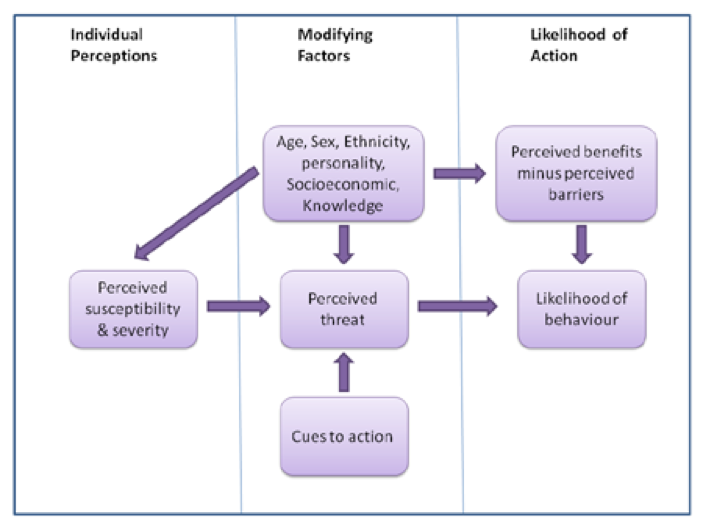 Individual
Perceptions
Modifying
Factors
Likelihood of
Action
Age, Sex, Ethnicity,
personality,
Socioeconomic,
Knowledge
Perceived benefits
minus perceived
barriers
Perceived
susceptibility
& severity
Perceived
threat
Likelihood of
behaviour
Cues to action